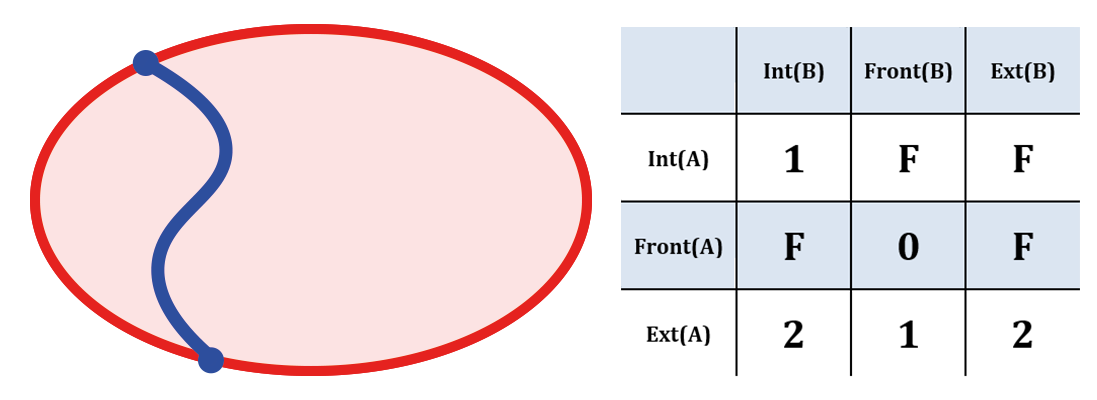 Int(B) Front(B) Ext(B)
Int(A) 1 F F
Front(A) F 0 F
Ext(A) 2 1 2